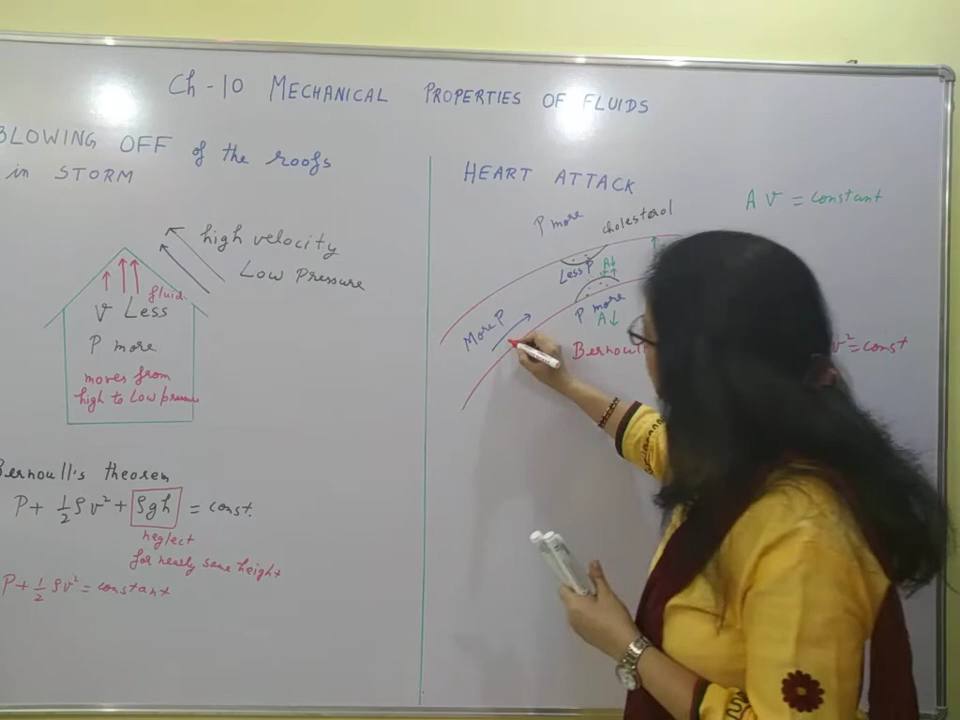 Ch-10 MECHANICAL PROPERTIES OF FLUIDS
BLOWING OFF of the roofs
in STORM
high velocity
Low Pressure
fluid
v Less
P more
moves from
high to Low pressure
Bernoull's theorem
P + ½ ρv² + ρgh = const.
neglect
for nearly same height
P + ½ ρv² = constant
HEART ATTACK
A v = constant
P more
cholesterol
Less P
A↓
More P
P more
A↓
v² = const